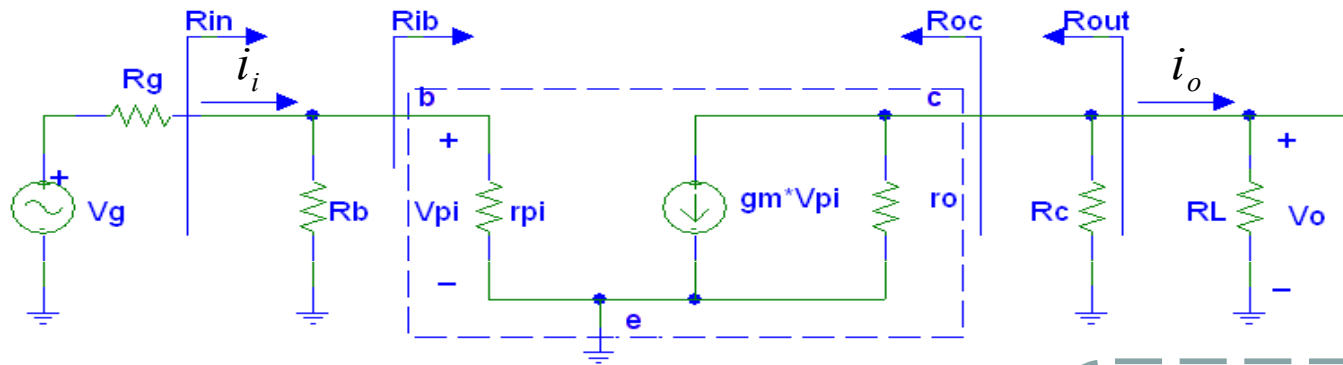 Rin
Rib
Roc
Rout
i_i
i_o
Rg
b
c
+
+
+
Vg
Rb
Vpi
rpi
gm*Vpi
ro
Rc
RL
Vo
−
−
e